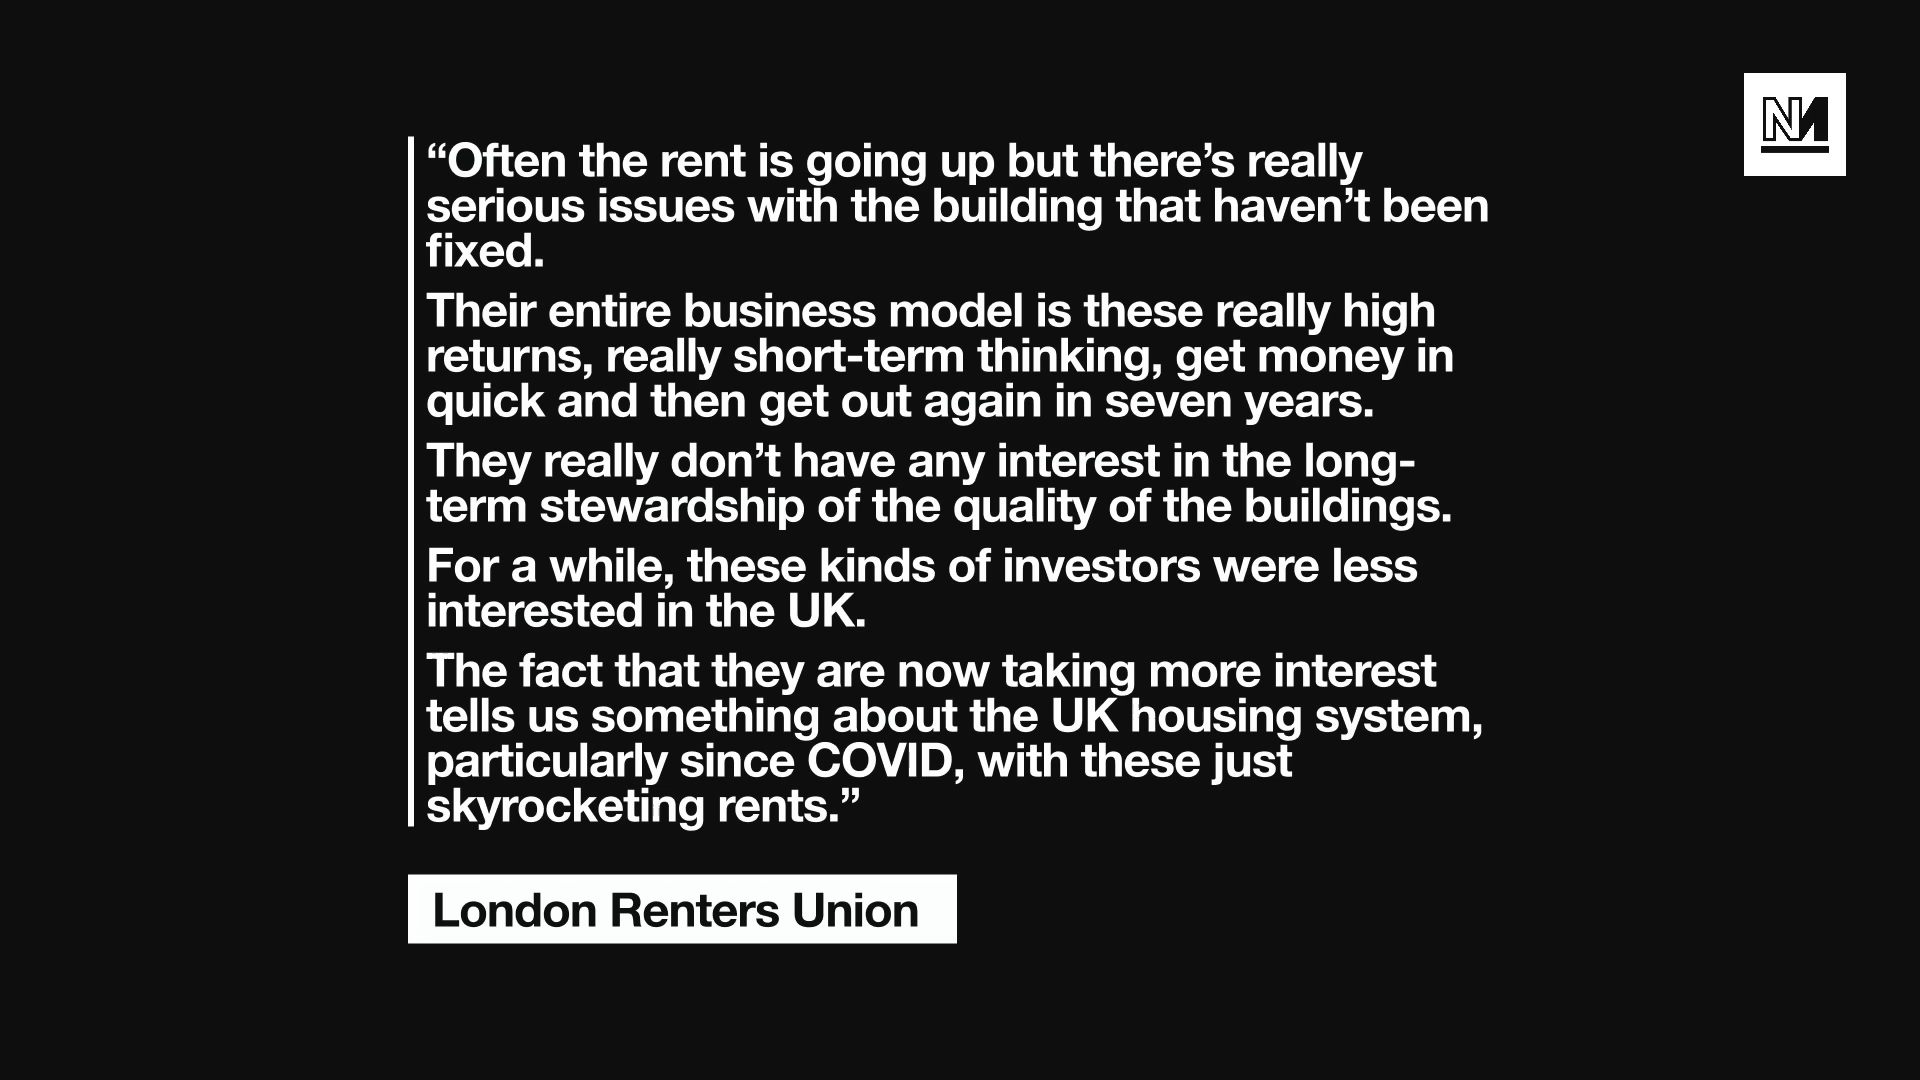 “Often the rent is going up but there’s really
serious issues with the building that haven’t been
fixed.
Their entire business model is these really high
returns, really short-term thinking, get money in
quick and then get out again in seven years.
They really don’t have any interest in the long-
term stewardship of the quality of the buildings.
For a while, these kinds of investors were less
interested in the UK.
The fact that they are now taking more interest
tells us something about the UK housing system,
particularly since COVID, with these just
skyrocketing rents.”
London Renters Union
NM